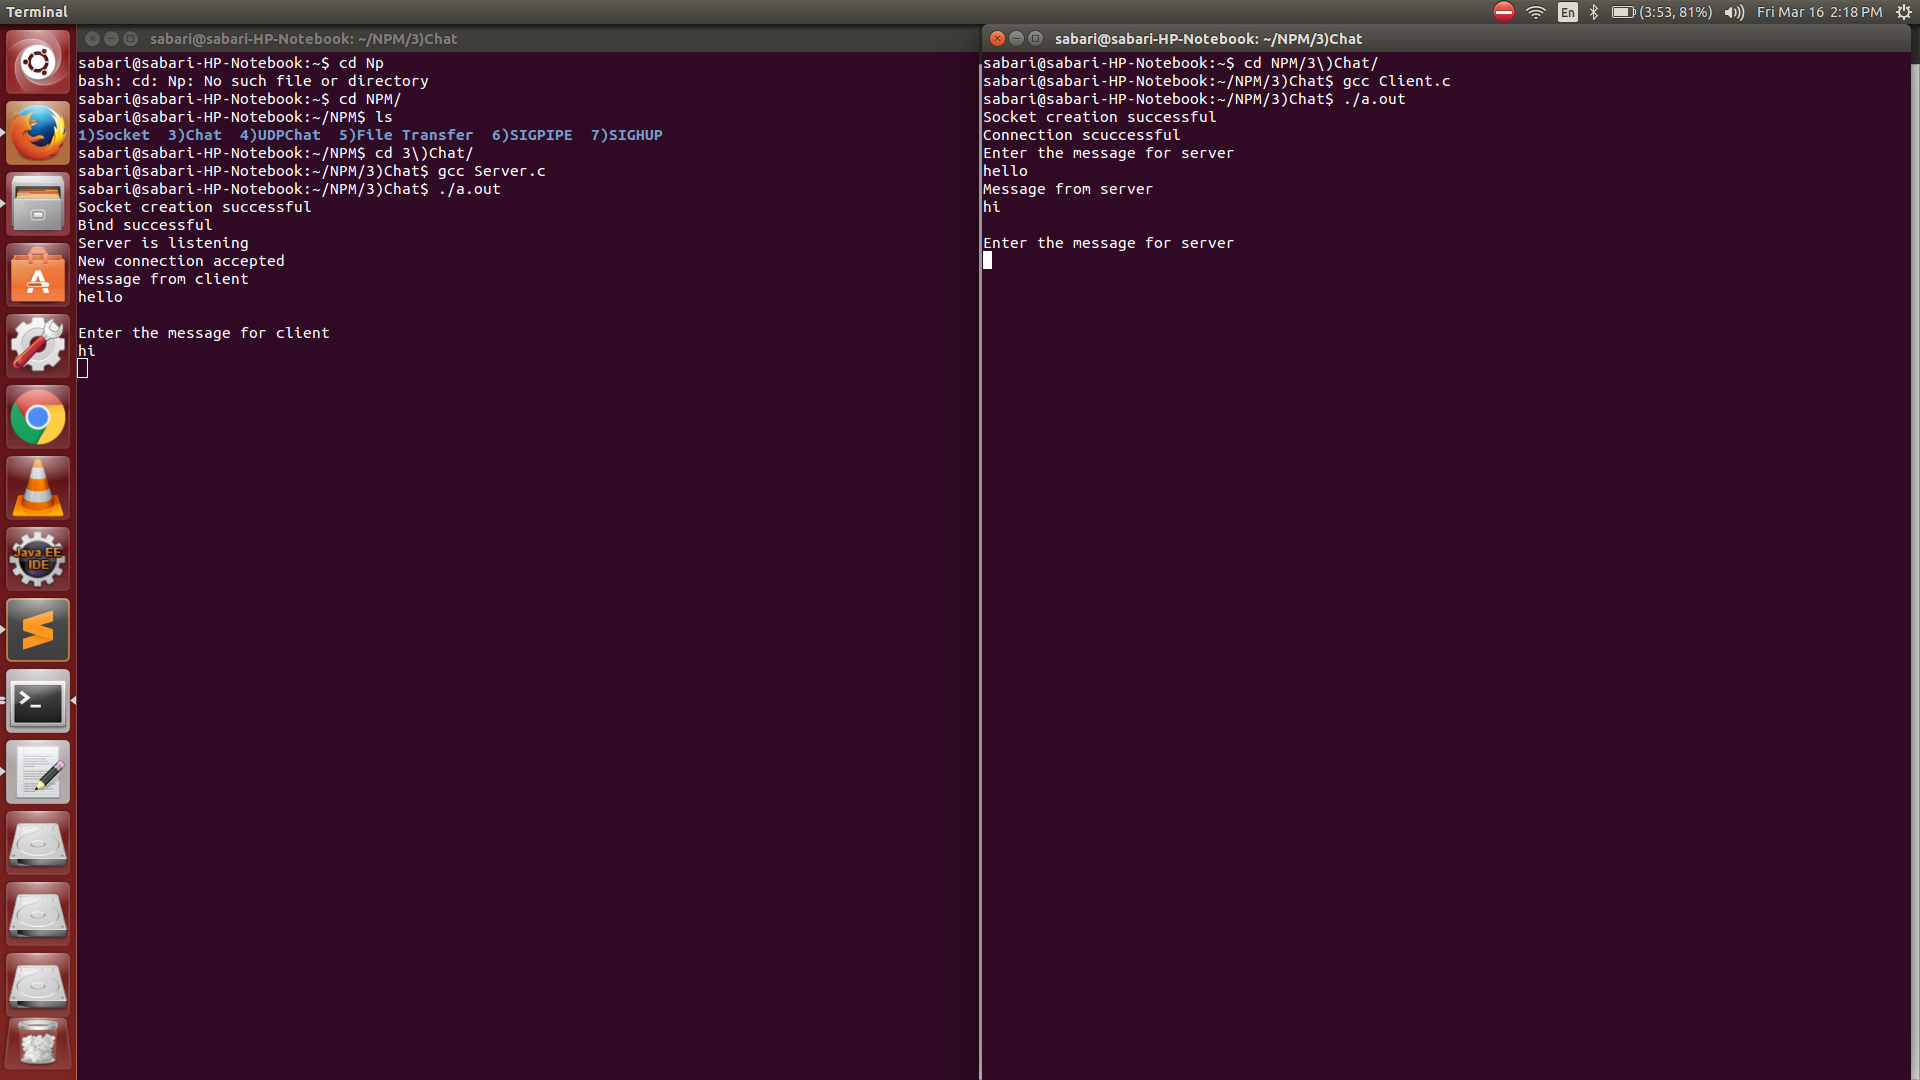 Terminal
En
(3:53, 81%)
Fri Mar 16 2:18 PM
sabari@sabari-HP-Notebook: ~/NPM/3)Chat
sabari@sabari-HP-Notebook:~$ cd Np
bash: cd: Np: No such file or directory
sabari@sabari-HP-Notebook:~$ cd NPM/
sabari@sabari-HP-Notebook:~/NPM$ ls
1)Socket  3)Chat  4)UDPChat  5)File Transfer  6)SIGPIPE  7)SIGHUP
sabari@sabari-HP-Notebook:~/NPM$ cd 3\)Chat/
sabari@sabari-HP-Notebook:~/NPM/3)Chat$ gcc Server.c
sabari@sabari-HP-Notebook:~/NPM/3)Chat$ ./a.out
Socket creation successful
Bind successful
Server is listening
New connection accepted
Message from client
hello
Enter the message for client
hi
sabari@sabari-HP-Notebook: ~/NPM/3)Chat
sabari@sabari-HP-Notebook:~$ cd NPM/3\)Chat/
sabari@sabari-HP-Notebook:~/NPM/3)Chat$ gcc Client.c
sabari@sabari-HP-Notebook:~/NPM/3)Chat$ ./a.out
Socket creation successful
Connection scuccessful
Enter the message for server
hello
Message from server
hi
Enter the message for server
Java EE
IDE